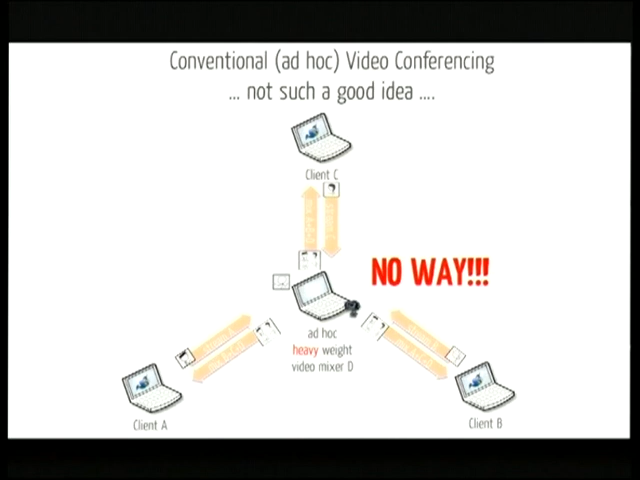 Conventional (ad hoc) Video Conferencing
... not such a good idea ....
Client C
NO WAY!!!
ad hoc
heavy weight
video mixer D
Client A
Client B